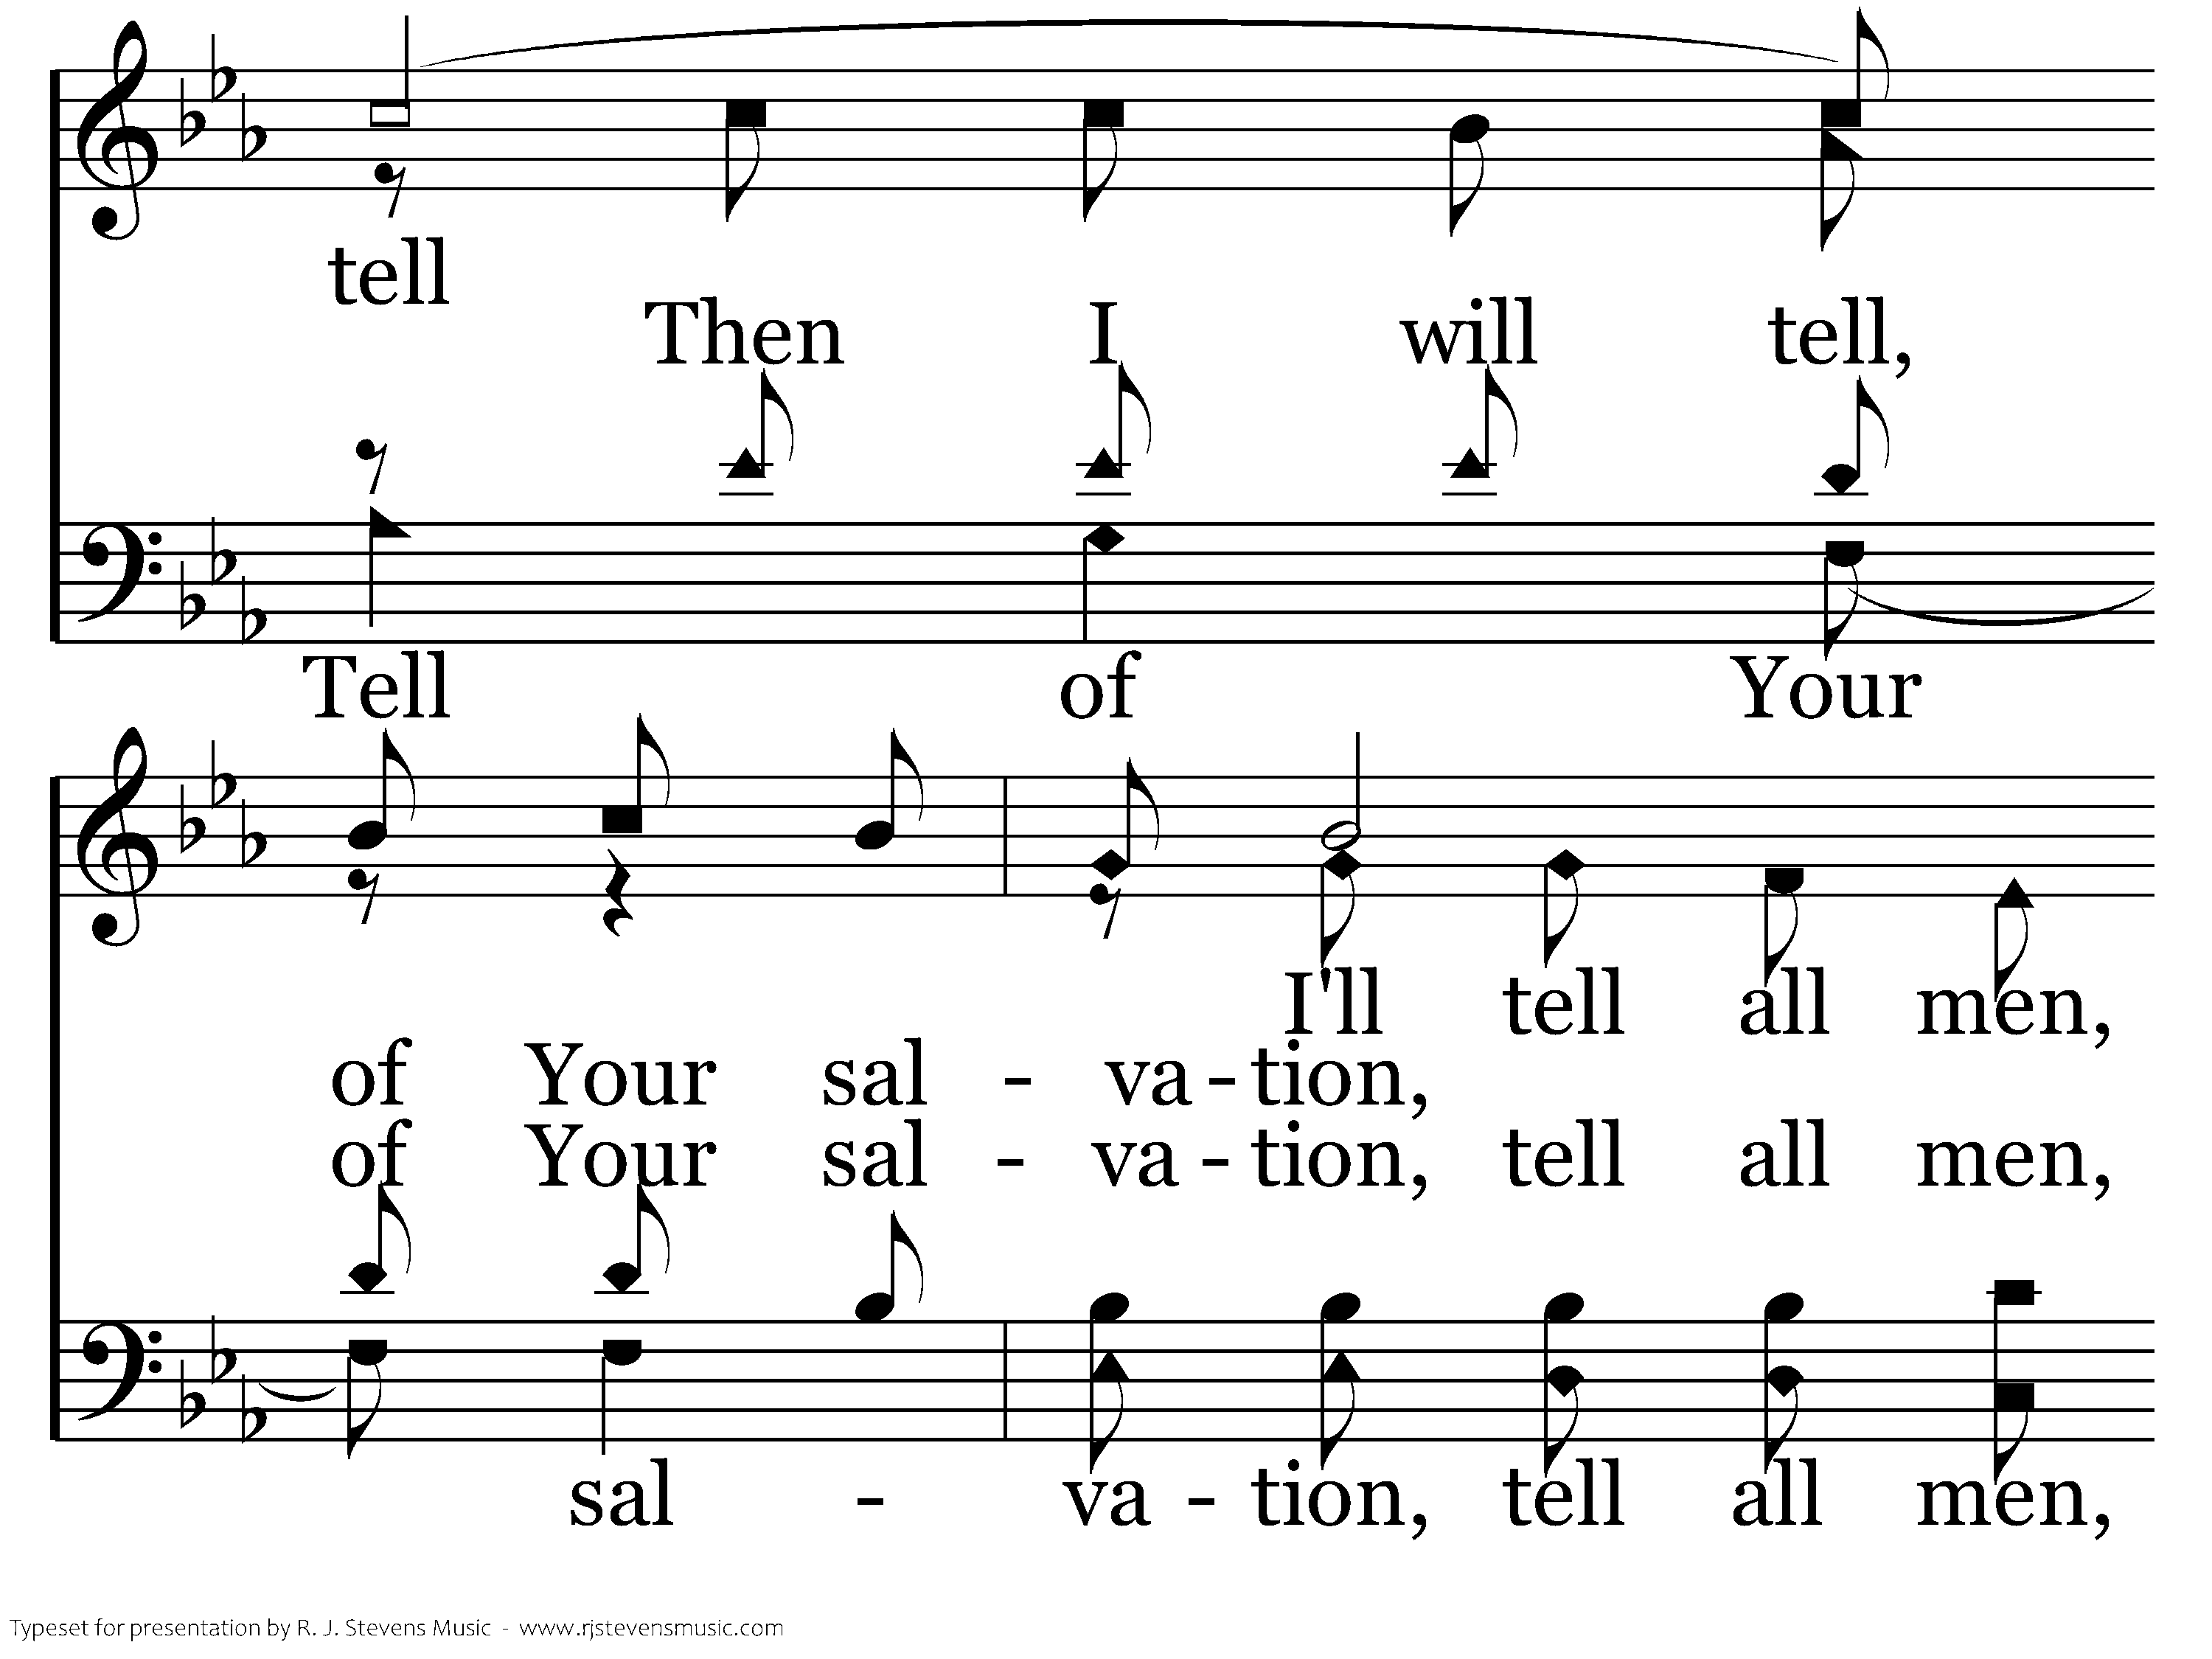 tell
Then I will tell,
Tell of Your
I'll tell all men,
of Your sal - va - tion,
of Your sal - va - tion, tell all men,
sal - va - tion, tell all men,
Typeset for presentation by R. J. Stevens Music - www.rjstevensmusic.com